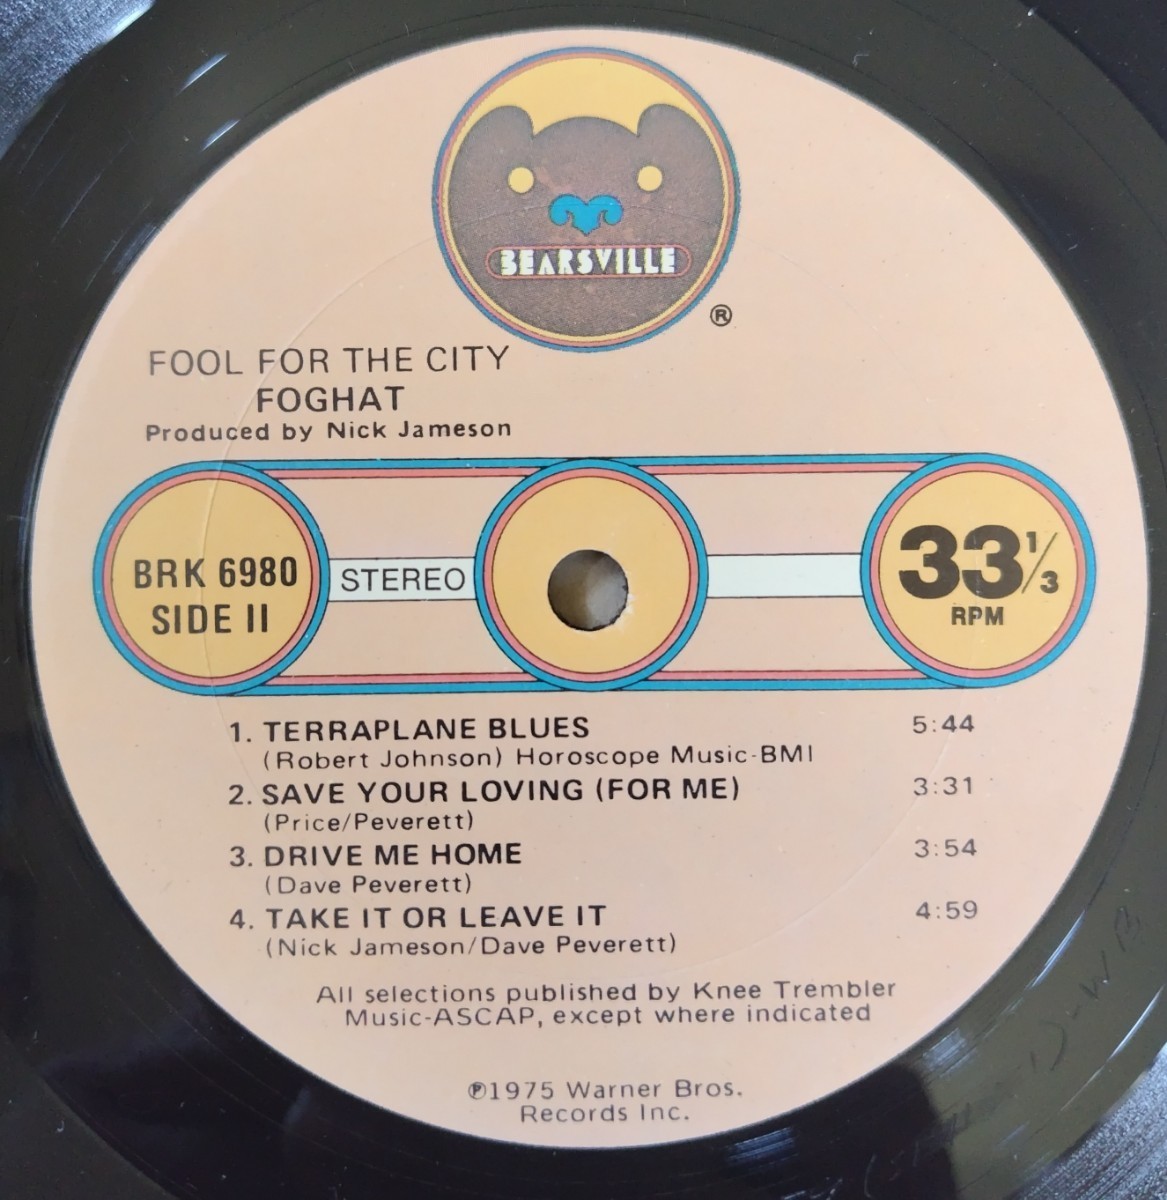 BEARSVILLE
®
FOOL FOR THE CITY
FOGHAT
Produced by Nick Jameson
BRK 6980
SIDE II
STEREO
33 1/3
RPM
1. TERRAPLANE BLUES 5:44
(Robert Johnson) Horoscope Music-BMI
2. SAVE YOUR LOVING (FOR ME) 3:31
(Price/Peverett)
3. DRIVE ME HOME 3:54
(Dave Peverett)
4. TAKE IT OR LEAVE IT 4:59
(Nick Jameson/Dave Peverett)
All selections published by Knee Trembler
Music-ASCAP, except where indicated
℗1975 Warner Bros.
Records Inc.